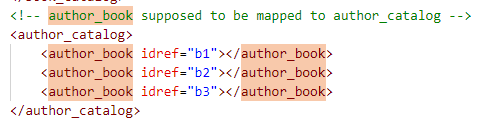 <!-- author_book supposed to be mapped to author_catalog -->
<author_catalog>
<author_book idref="b1"></author_book>
<author_book idref="b2"></author_book>
<author_book idref="b3"></author_book>
</author_catalog>